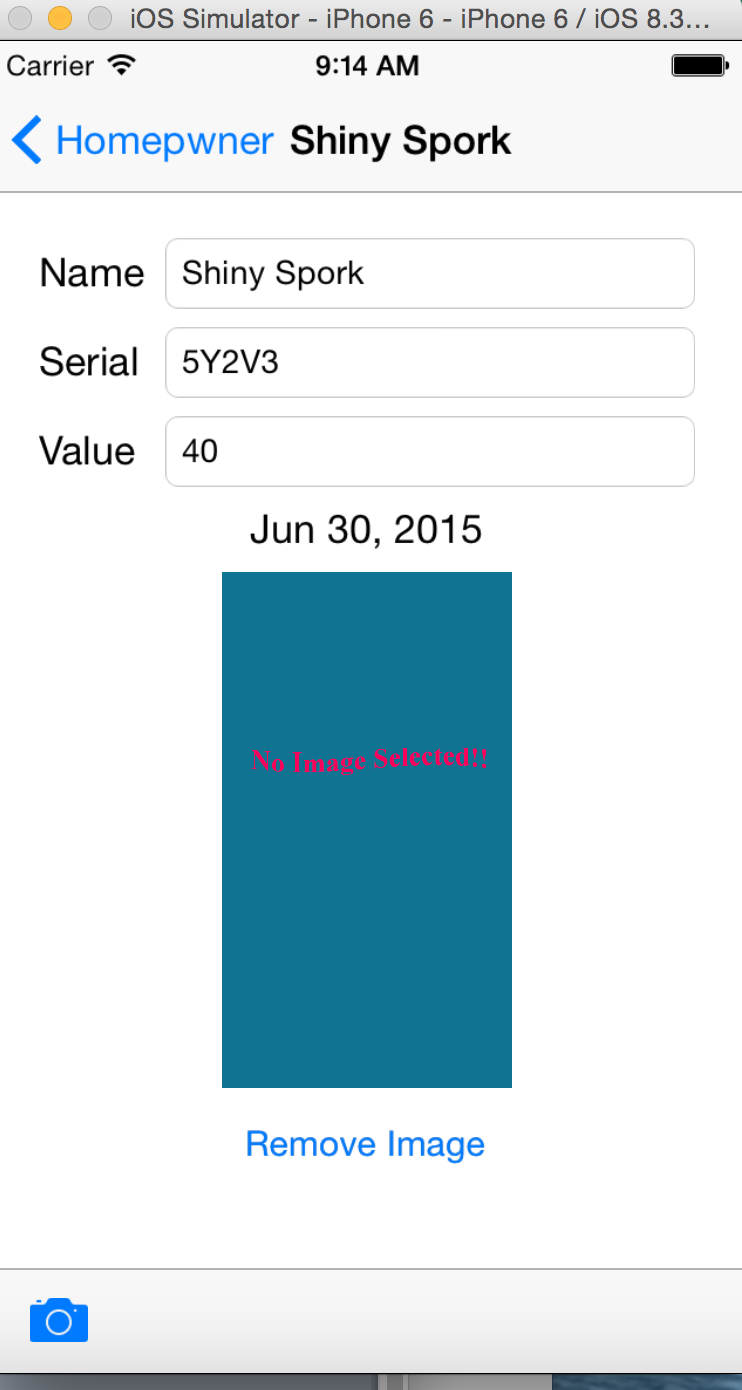 iOS Simulator - iPhone 6 - iPhone 6 / iOS 8.3...
Carrier 9:14 AM
Homepwner Shiny Spork
Name Shiny Spork
Serial 5Y2V3
Value 40
Jun 30, 2015
No Image Selected!!
Remove Image